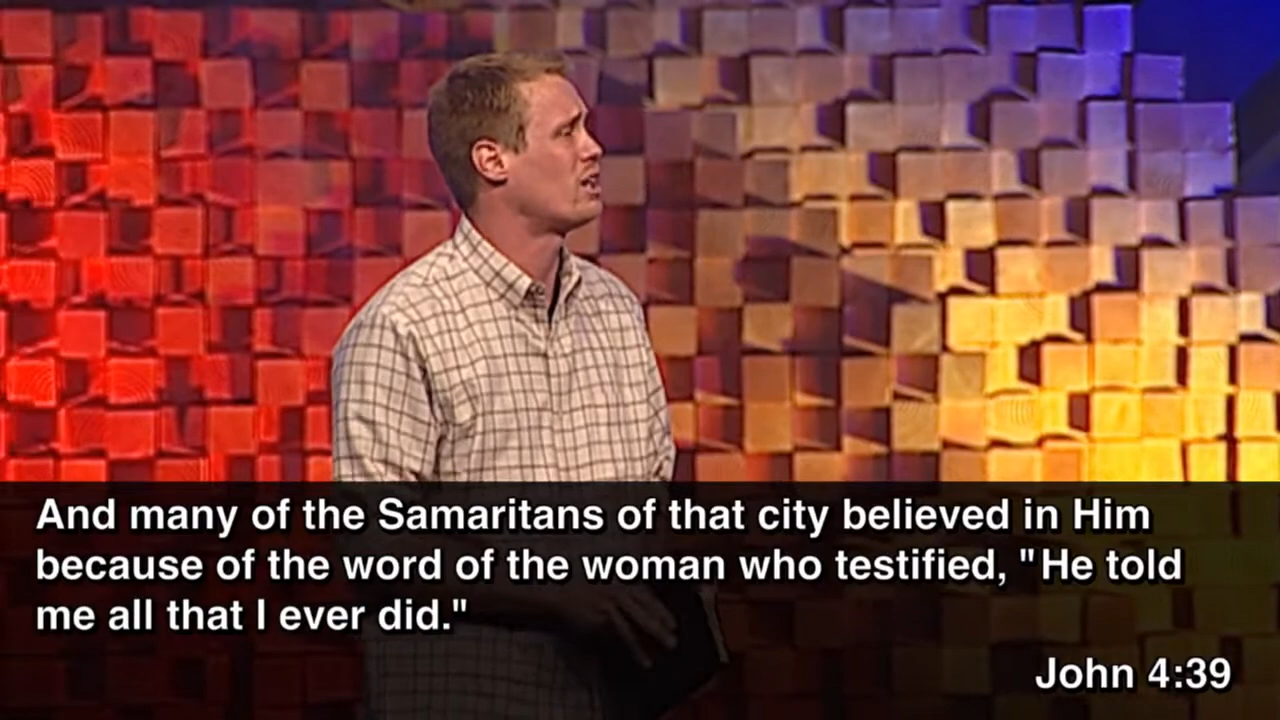 And many of the Samaritans of that city believed in Him
because of the word of the woman who testified, "He told
me all that I ever did."
John 4:39